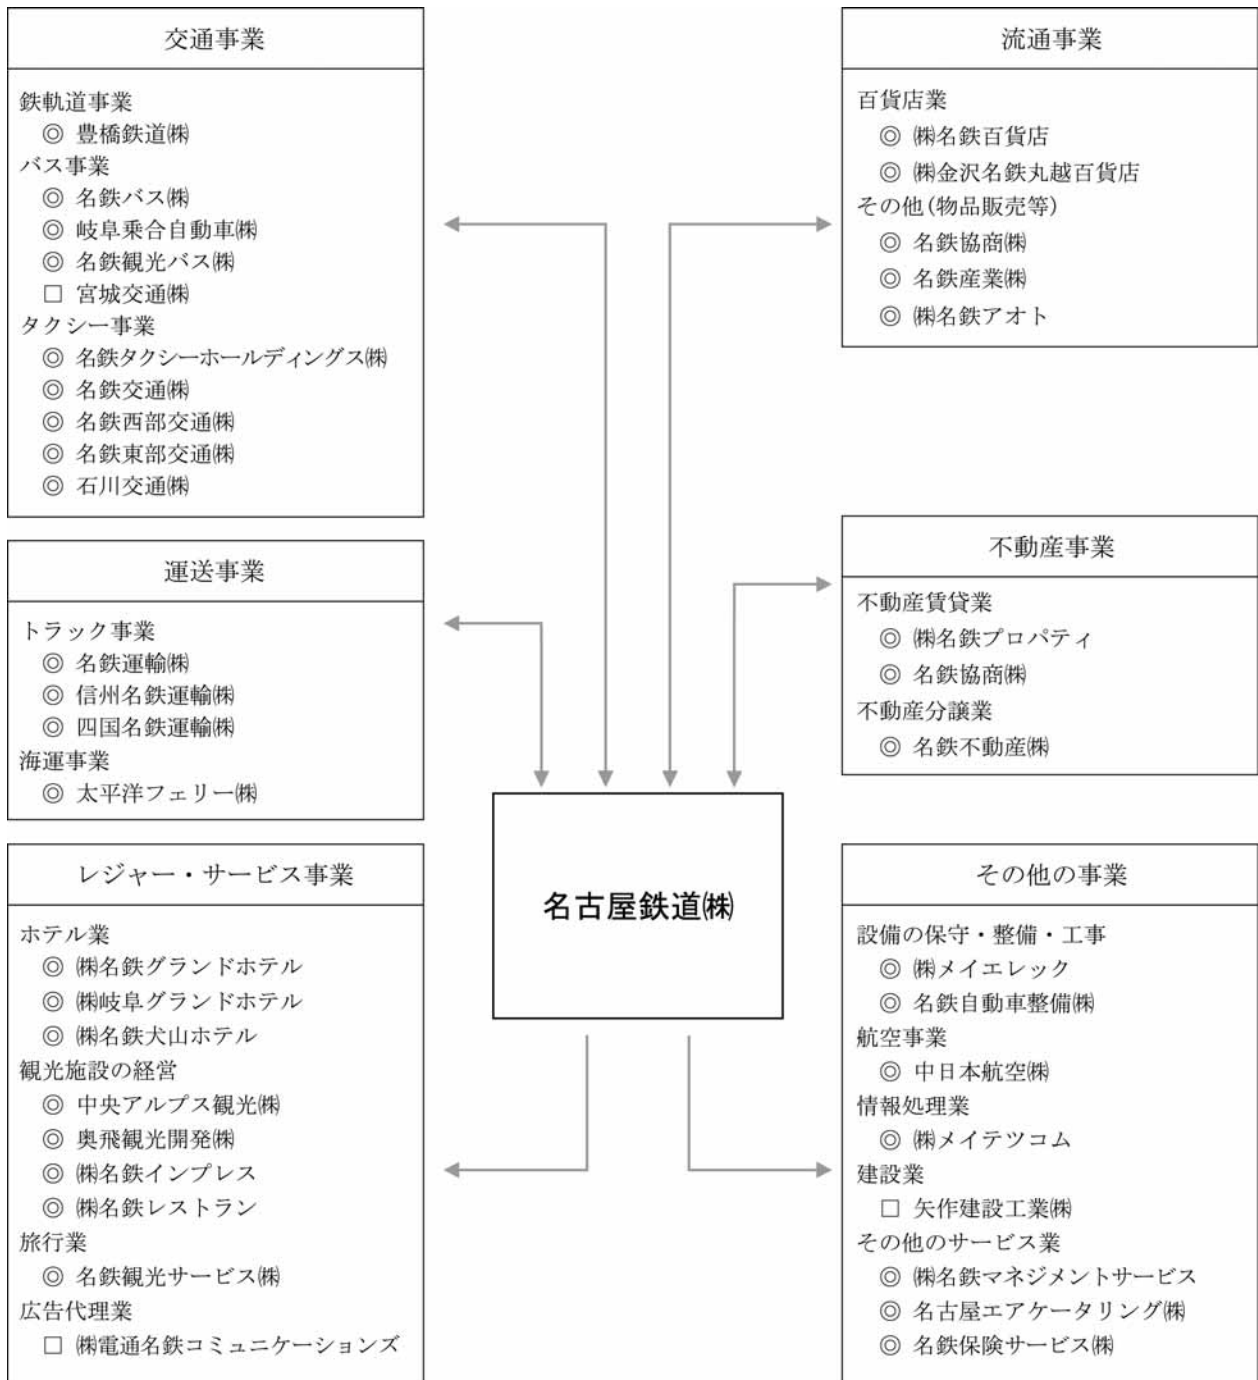 交通事業
鉄軌道事業
◎ 豊橋鉄道㈱
バス事業
◎ 名鉄バス㈱
◎ 岐阜乗合自動車㈱
◎ 名鉄観光バス㈱
□ 宮城交通㈱
タクシー事業
◎ 名鉄タクシーホールディングス㈱
◎ 名鉄交通㈱
◎ 名鉄西部交通㈱
◎ 名鉄東部交通㈱
◎ 石川交通㈱
運送事業
トラック事業
◎ 名鉄運輸㈱
◎ 信州名鉄運輸㈱
◎ 四国名鉄運輸㈱
海運事業
◎ 太平洋フェリー㈱
レジャー・サービス事業
ホテル業
◎ ㈱名鉄グランドホテル
◎ ㈱岐阜グランドホテル
◎ ㈱名鉄犬山ホテル
観光施設の経営
◎ 中央アルプス観光㈱
◎ 奥飛観光開発㈱
◎ ㈱名鉄インプレス
◎ ㈱名鉄レストラン
旅行業
◎ 名鉄観光サービス㈱
広告代理業
□ ㈱電通名鉄コミュニケーションズ
名古屋鉄道㈱
流通事業
百貨店業
◎ ㈱名鉄百貨店
◎ ㈱金沢名鉄丸越百貨店
その他(物品販売等)
◎ 名鉄協商㈱
◎ 名鉄産業㈱
◎ ㈱名鉄アオト
不動産事業
不動産賃貸業
◎ ㈱名鉄プロパティ
◎ 名鉄協商㈱
不動産分譲業
◎ 名鉄不動産㈱
その他の事業
設備の保守・整備・工事
◎ ㈱メイエレック
◎ 名鉄自動車整備㈱
航空事業
◎ 中日本航空㈱
情報処理業
◎ ㈱メイテツコム
建設業
□ 矢作建設工業㈱
その他のサービス業
◎ ㈱名鉄マネジメントサービス
◎ 名古屋エアケータリング㈱
◎ 名鉄保険サービス㈱